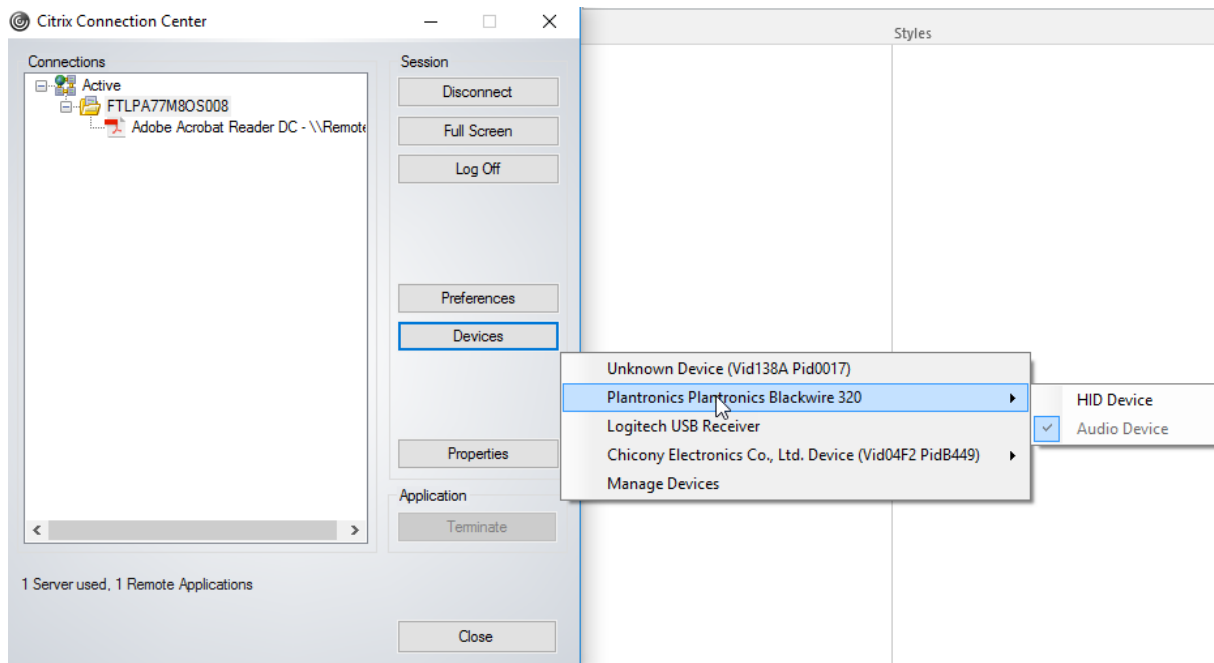 Citrix Connection Center
Styles
Connections
Active
FTLPA77M8OS008
Adobe Acrobat Reader DC - \\Remote
Session
Disconnect
Full Screen
Log Off
Preferences
Devices
Unknown Device (Vid138A Pid0017)
Plantronics Plantronics Blackwire 320
Logitech USB Receiver
Chicony Electronics Co., Ltd. Device (Vid04F2 PidB449)
Manage Devices
HID Device
Audio Device
Properties
Application
Terminate
1 Server used, 1 Remote Applications
Close